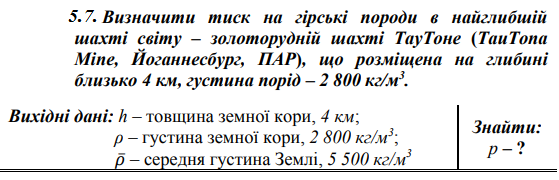 5.7. Визначити тиск на гірські породи в найглибшій
шахті світу – золоторудній шахті ТауТоне (TauTona
Mine, Йоганнесбург, ПАР), що розміщена на глибині
близько 4 км, густина порід – 2 800 кг/м³.
Вихідні дані: h – товщина земної кори, 4 км;
ρ – густина земної кори, 2 800 кг/м³;
ρ̄ – середня густина Землі, 5 500 кг/м³
Знайти:
p – ?